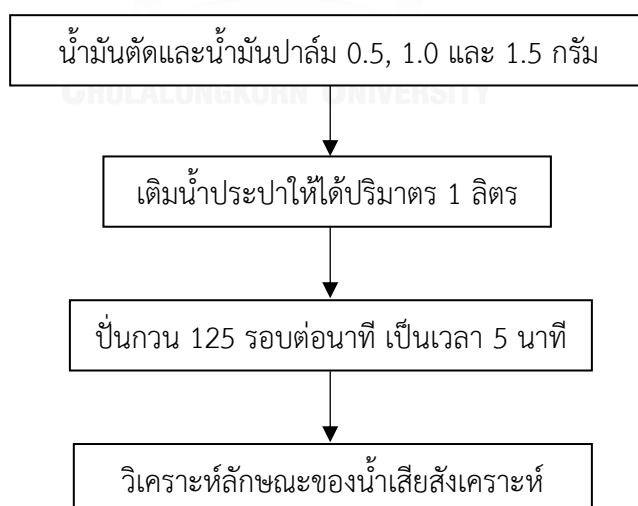 น้ำมันตัดและน้ำมันปาล์ม 0.5, 1.0 และ 1.5 กรัม
CHULALONGKORN UNIVERSITY
เติมน้ำประปาให้ได้ปริมาตร 1 ลิตร
ปั่นกวน 125 รอบต่อนาที เป็นเวลา 5 นาที
วิเคราะห์ลักษณะของน้ำเสียสังเคราะห์